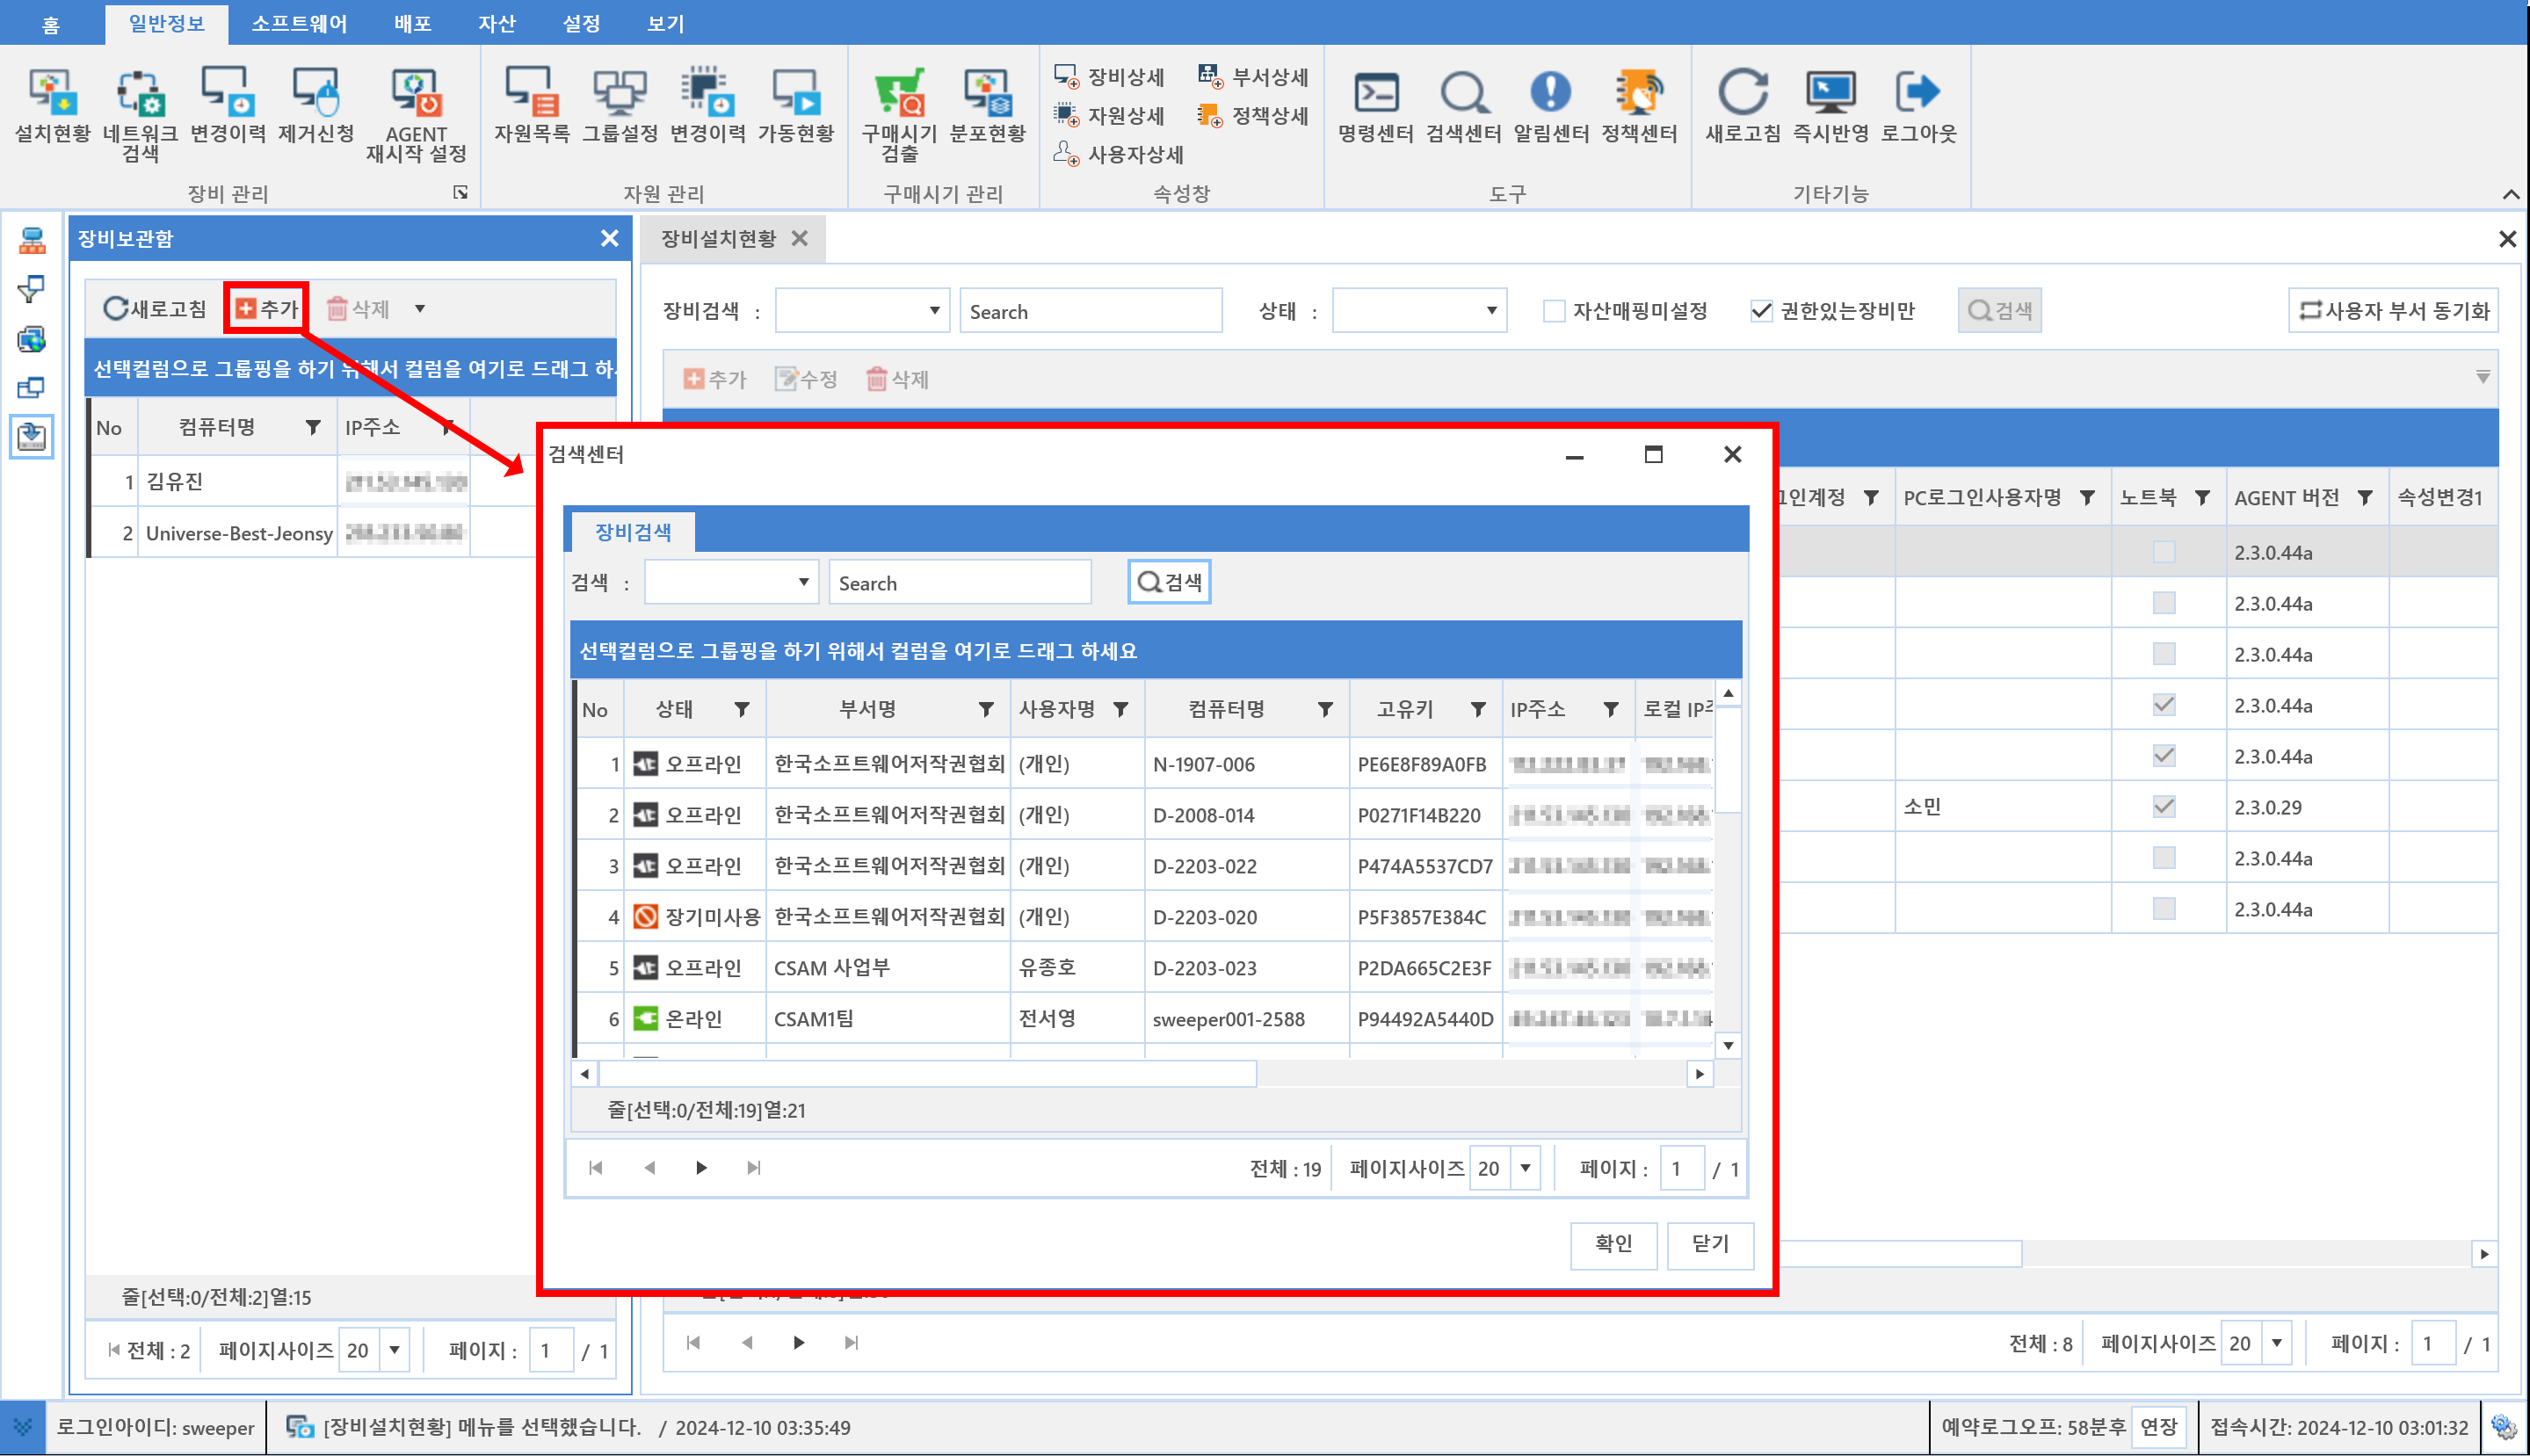 홈 일반정보 소프트웨어 배포 자산 설정 보기
설치현황 네트워크 검색 변경이력 제거신청 AGENT 재시작 설정
장비 관리
자원목록 그룹설정 변경이력 가동현황
자원 관리
구매시기 검출 분포현황
구매시기 관리
장비상세 부서상세
자원상세 정책상세
사용자상세
속성창
명령센터 검색센터 알림센터 정책센터
도구
새로고침 즉시반영 로그아웃
기타기능
장비보관함
새로고침 추가 삭제
선택컬럼으로 그룹핑을 하기 위해서 컬럼을 여기로 드래그 하
No 컴퓨터명 IP주소
1 김유진
2 Universe-Best-Jeonsy
줄[선택:0/전체:2]열:15
전체 : 2 페이지사이즈 20 페이지 : 1 / 1
장비설치현황
장비검색 : Search 상태 : 자산매핑미설정 권한있는장비만 검색 사용자 부서 동기화
추가 수정 삭제
그인계정 PC로그인사용자명 노트북 AGENT 버전 속성변경1
2.3.0.44a
2.3.0.44a
2.3.0.44a
2.3.0.44a
2.3.0.44a
소민 2.3.0.29
2.3.0.44a
2.3.0.44a
전체 : 8 페이지사이즈 20 페이지 : 1 / 1
검색센터
장비검색
검색 : Search 검색
선택컬럼으로 그룹핑을 하기 위해서 컬럼을 여기로 드래그 하세요
No 상태 부서명 사용자명 컴퓨터명 고유키 IP주소 로컬 IP주
1 오프라인 한국소프트웨어저작권협회 (개인) N-1907-006 PE6E8F89A0FB
2 오프라인 한국소프트웨어저작권협회 (개인) D-2008-014 P0271F14B220
3 오프라인 한국소프트웨어저작권협회 (개인) D-2203-022 P474A5537CD7
4 장기미사용 한국소프트웨어저작권협회 (개인) D-2203-020 P5F3857E384C
5 오프라인 CSAM 사업부 유종호 D-2203-023 P2DA665C2E3F
6 온라인 CSAM1팀 전서영 sweeper001-2588 P94492A5440D
줄[선택:0/전체:19]열:21
전체 : 19 페이지사이즈 20 페이지 : 1 / 1
확인 닫기
로그인아이디: sweeper [장비설치현황] 메뉴를 선택했습니다. / 2024-12-10 03:35:49 예약로그오프: 58분후 연장 접속시간: 2024-12-10 03:01:32